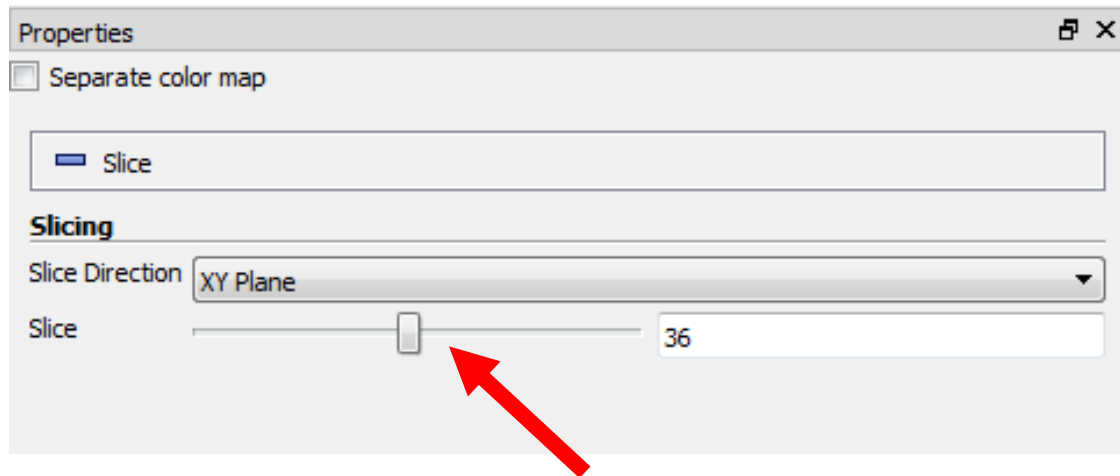 Properties
Separate color map
Slice
Slicing
Slice Direction XY Plane
Slice 36